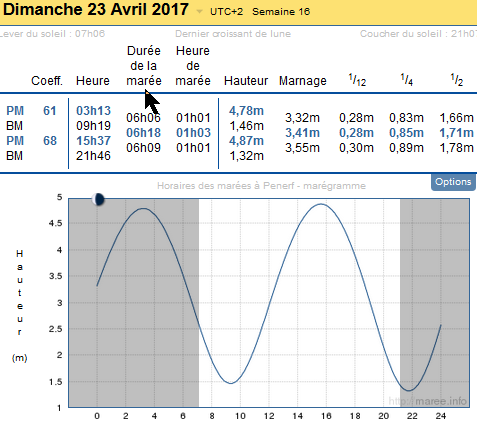 Dimanche 23 Avril 2017 UTC+2 Semaine 16
Lever du soleil : 07h06 Dernier croissant de lune Coucher du soleil : 21h0
Durée de la marée Heure de marée
Coeff. Heure Hauteur Marnage 1/12 1/4 1/2
PM 61 03h13 4,78m
06h06 01h01 3,32m 0,28m 0,83m 1,66m
BM 09h19 1,46m
06h18 01h03 3,41m 0,28m 0,85m 1,71m
PM 68 15h37 4,87m
06h09 01h01 3,55m 0,30m 0,89m 1,78m
BM 21h46 1,32m
Options
Horaires des marées à Penerf - marégramme
5
4.5
4
3.5
3
2.5
2
1.5
1
Hauteur
(m)
http://maree.info
0 2 4 6 8 10 12 14 16 18 20 22 24